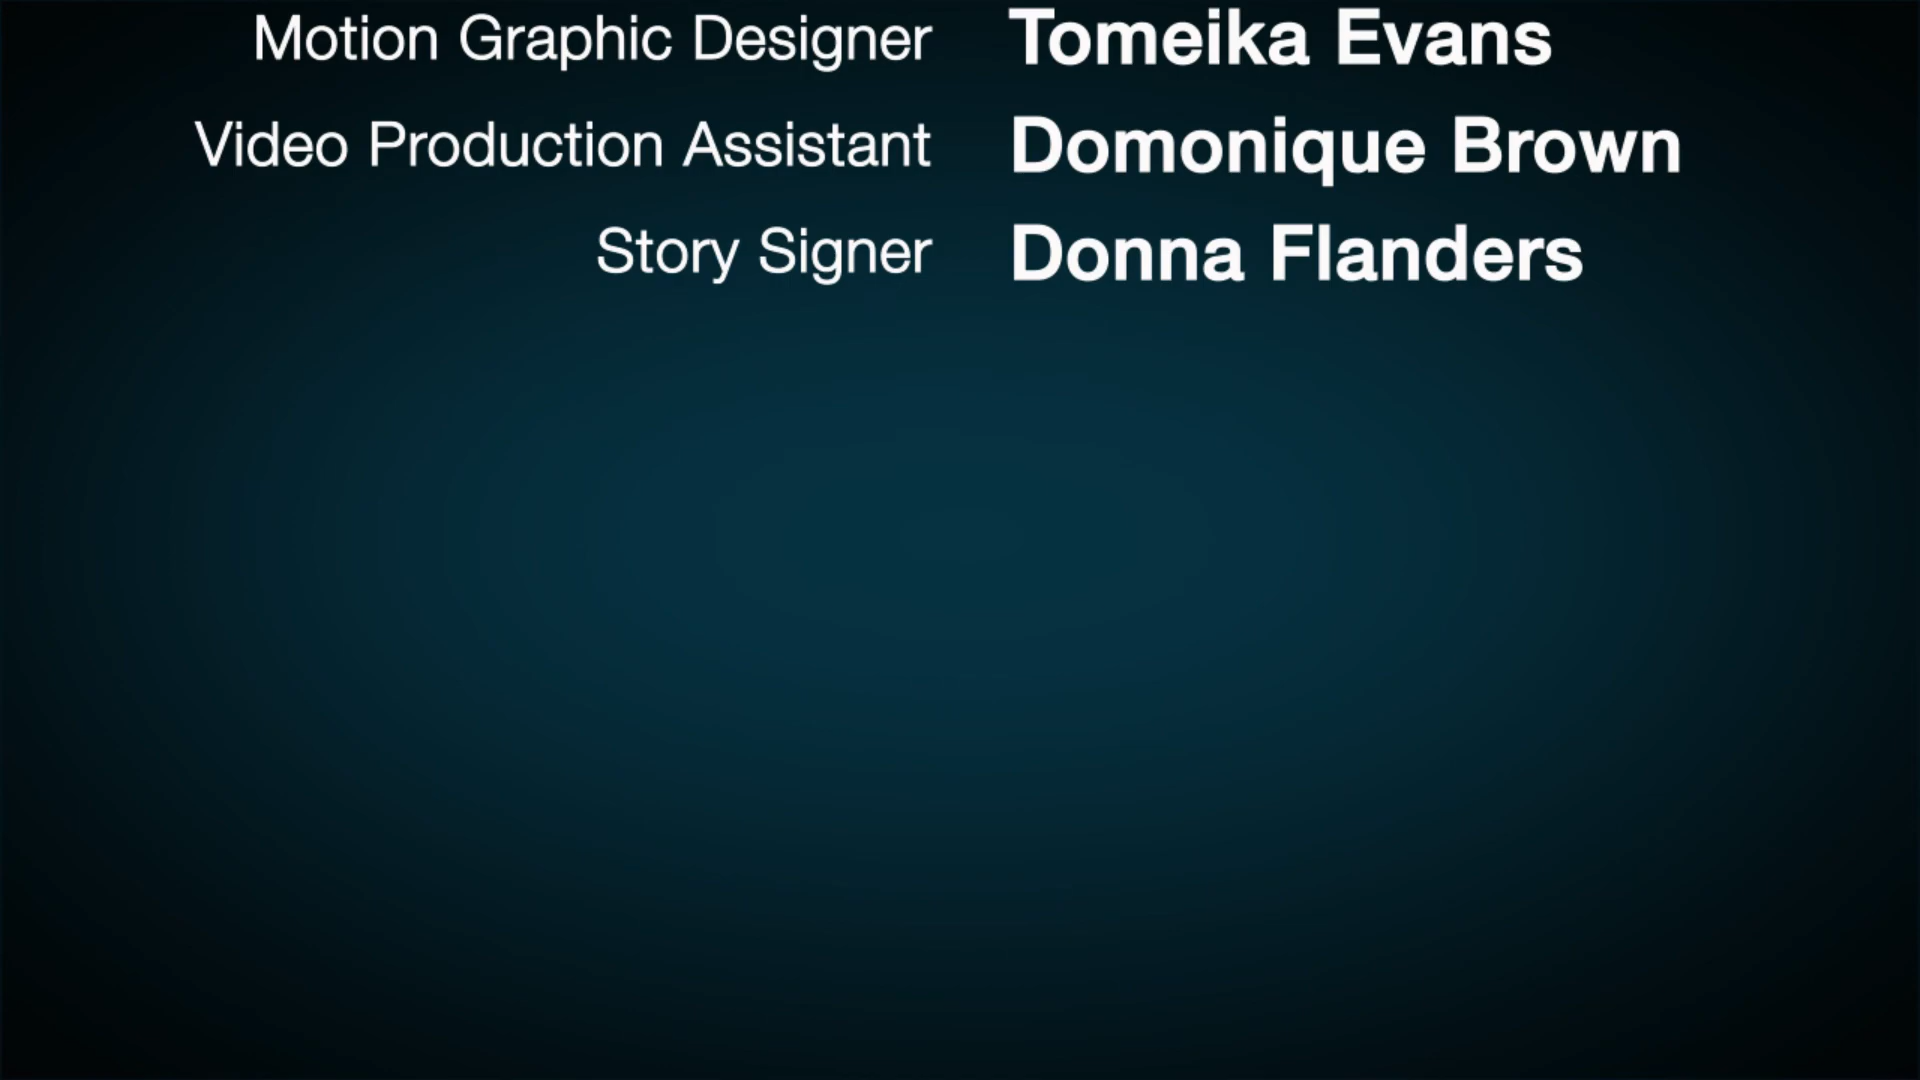 Motion Graphic Designer Tomeika Evans
Video Production Assistant Domonique Brown
Story Signer Donna Flanders